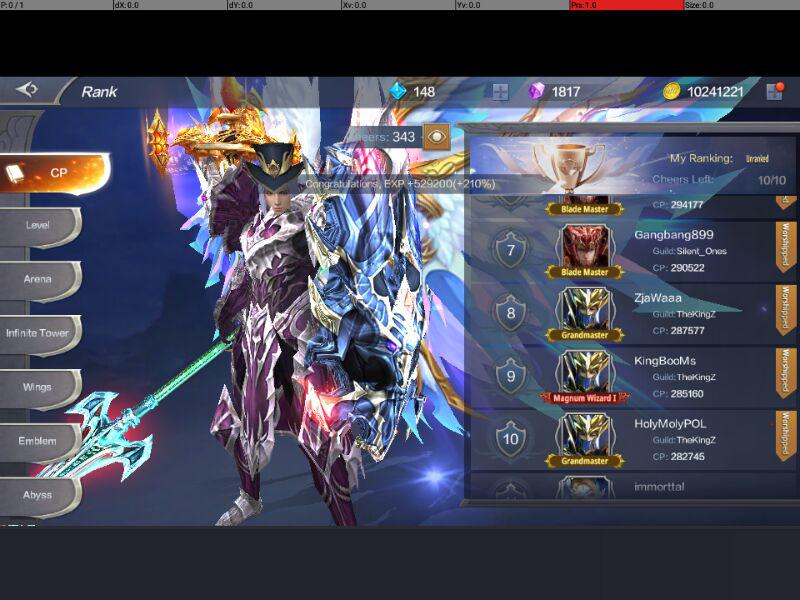 P: 0 / 1 dX: 0.0 dY: 0.0 Xv: 0.0 Yv: 0.0 Prs: 1.0 Size: 0.0
Rank 148 1817 10241221
Cheers: 343
My Ranking: Unranked
Cheers Left: 10/10
CP
Congratulations, EXP +529200(+210%)
CP: 294177
Blade Master
Level
7 Gangbang899
Guild: Silent_Ones
CP: 290522
Blade Master
Worshipped
Arena
8 ZjaWaaa
Guild: TheKingZ
CP: 287577
Grandmaster
Worshipped
Infinite Tower
9 KingBooMs
Guild: TheKingZ
CP: 285160
Magnum Wizard I
Worshipped
Wings
10 HolyMolyPOL
Guild: TheKingZ
CP: 282745
Grandmaster
Worshipped
Emblem
immorttal
Abyss